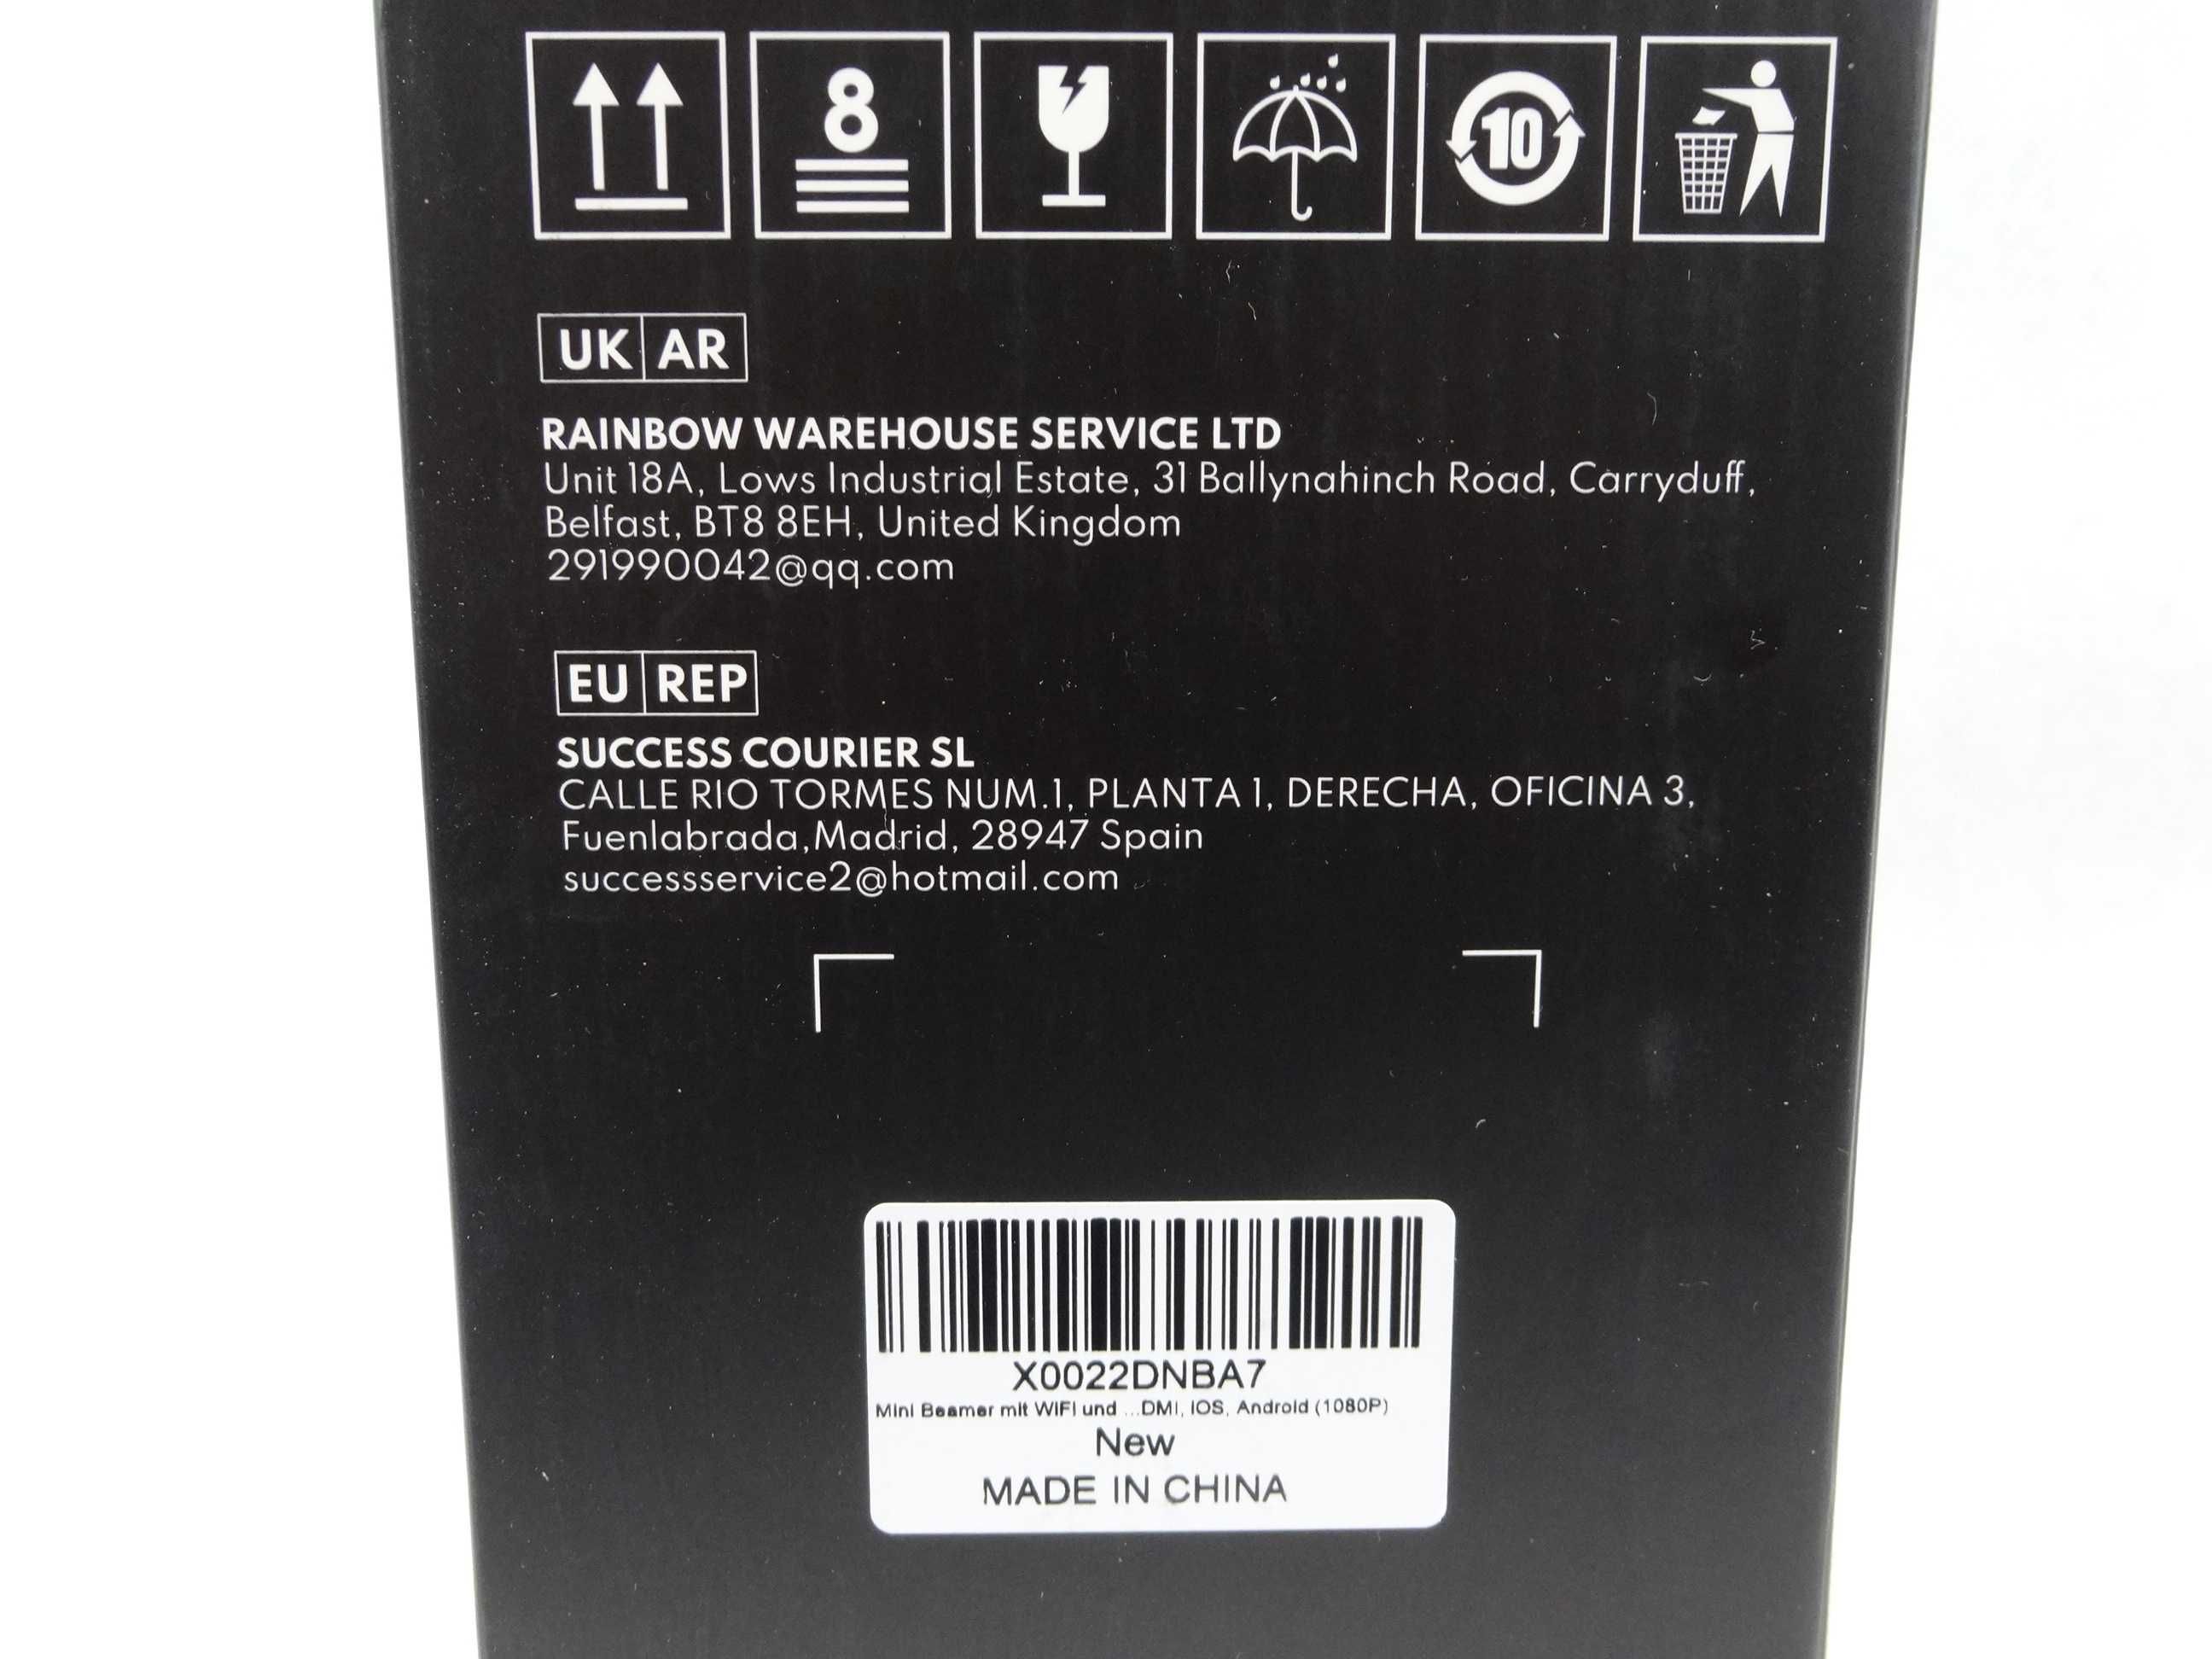 8
10
UK AR
RAINBOW WAREHOUSE SERVICE LTD
Unit 18A, Lows Industrial Estate, 31 Ballynahinch Road, Carryduff,
Belfast, BT8 8EH, United Kingdom
291990042@qq.com
EU REP
SUCCESS COURIER SL
CALLE RIO TORMES NUM.1, PLANTA 1, DERECHA, OFICINA 3,
Fuenlabrada,Madrid, 28947 Spain
successservice2@hotmail.com
X0022DNBA7
Mini Beamer mit WiFi und ...DMI, IOS, Android (1080P)
New
MADE IN CHINA